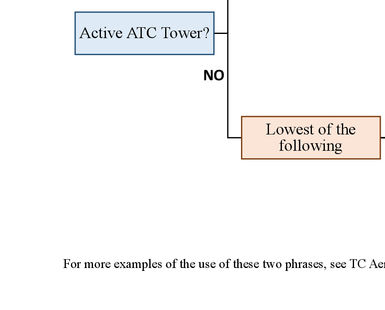 Active ATC Tower?
NO
Lowest of the
following
For more examples of the use of these two phrases, see TC